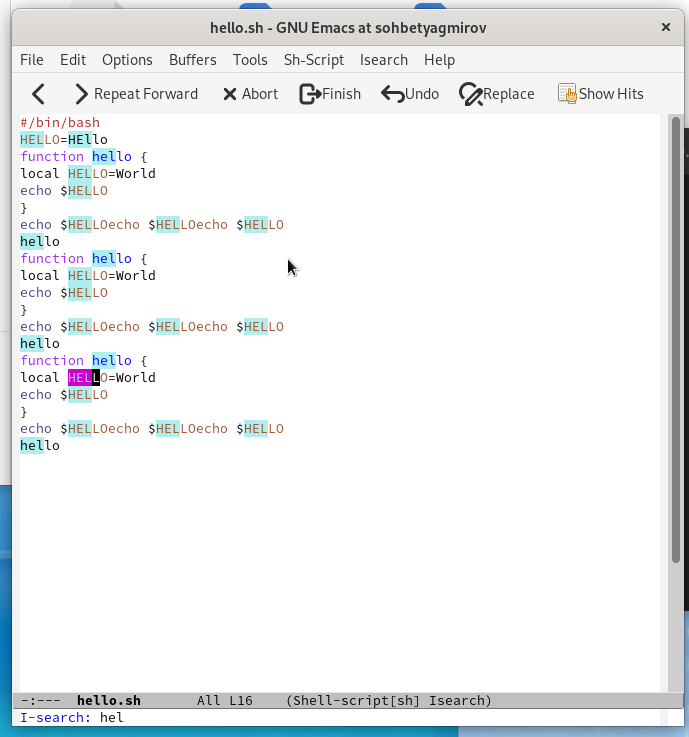 hello.sh - GNU Emacs at sohbetyagmirov
File Edit Options Buffers Tools Sh-Script Isearch Help
Repeat Forward Abort Finish Undo Replace Show Hits
#/bin/bash
HELLO=HEllo
function hello {
local HELLO=World
echo $HELLO
}
echo $HELLOecho $HELLOecho $HELLO
hello
function hello {
local HELLO=World
echo $HELLO
}
echo $HELLOecho $HELLOecho $HELLO
hello
function hello {
local HELLO=World
echo $HELLO
}
echo $HELLOecho $HELLOecho $HELLO
hello
-:--- hello.sh All L16 (Shell-script[sh] Isearch)
I-search: hel